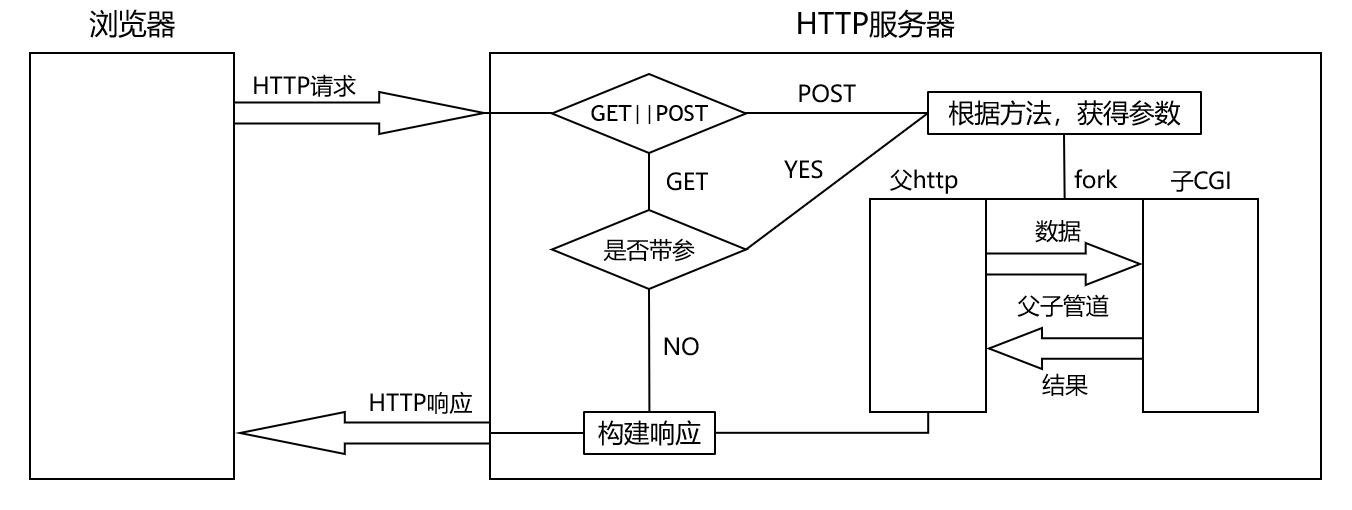 浏览器
HTTP服务器
HTTP请求
GET||POST
POST
根据方法，获得参数
GET
YES
父http
fork
子CGI
是否带参
数据
父子管道
NO
结果
HTTP响应
构建响应